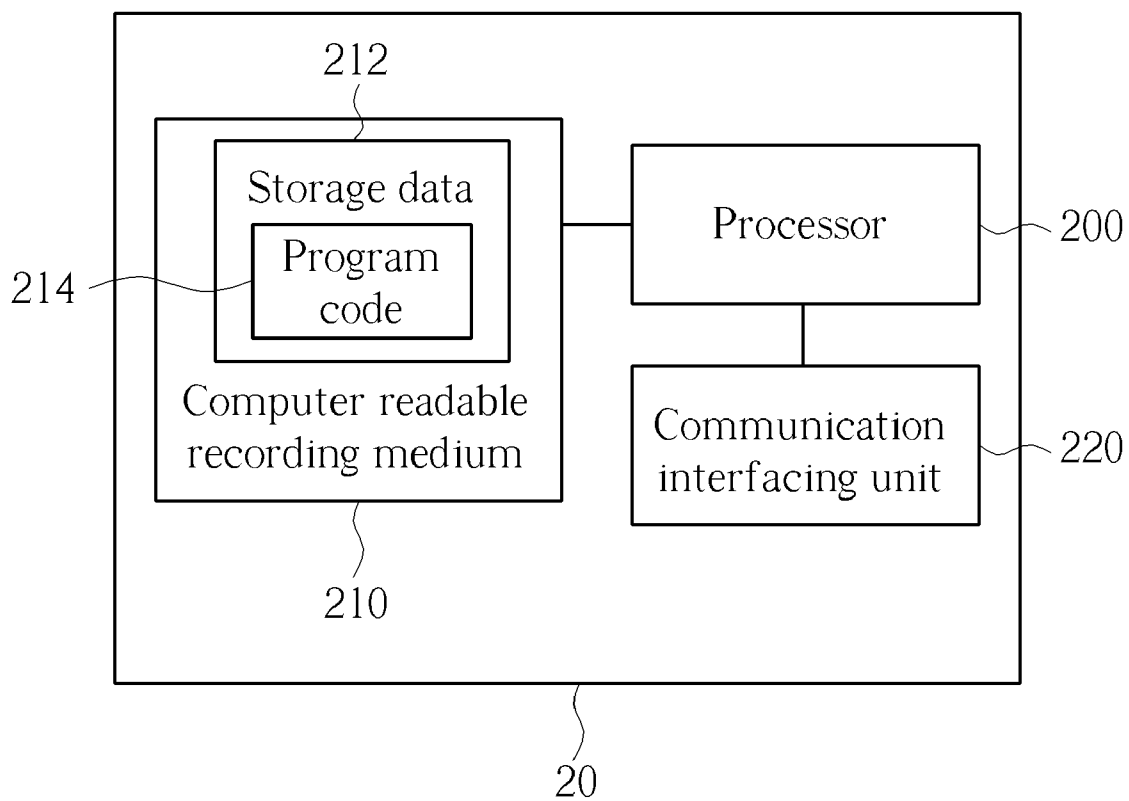 212
Storage data
Program
code
214
Computer readable
recording medium
210
Processor
200
Communication
interfacing unit
220
20